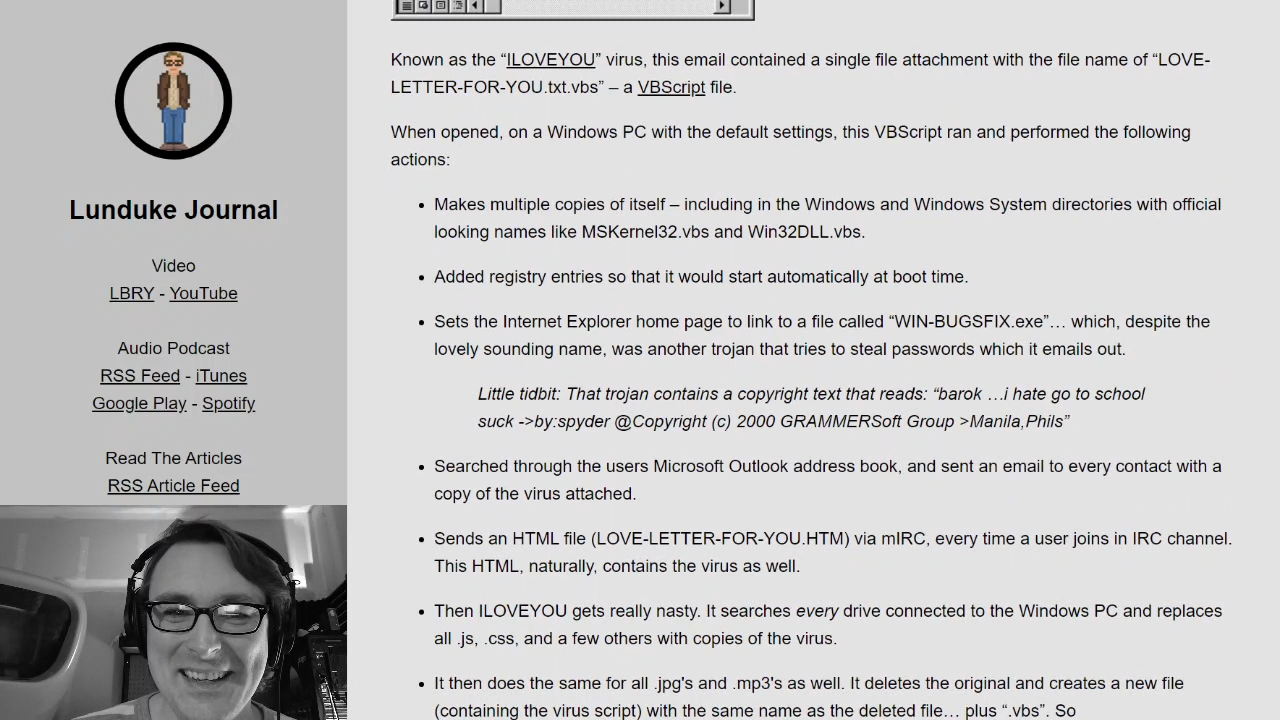 Lunduke Journal
Video
LBRY - YouTube
Audio Podcast
RSS Feed - iTunes
Google Play - Spotify
Read The Articles
RSS Article Feed
Known as the “ILOVEYOU” virus, this email contained a single file attachment with the file name of “LOVE-
LETTER-FOR-YOU.txt.vbs” – a VBScript file.
When opened, on a Windows PC with the default settings, this VBScript ran and performed the following
actions:
• Makes multiple copies of itself – including in the Windows and Windows System directories with official
looking names like MSKernel32.vbs and Win32DLL.vbs.
• Added registry entries so that it would start automatically at boot time.
• Sets the Internet Explorer home page to link to a file called “WIN-BUGSFIX.exe”… which, despite the
lovely sounding name, was another trojan that tries to steal passwords which it emails out.
Little tidbit: That trojan contains a copyright text that reads: “barok …i hate go to school
suck ->by:spyder @Copyright (c) 2000 GRAMMERSoft Group >Manila,Phils”
• Searched through the users Microsoft Outlook address book, and sent an email to every contact with a
copy of the virus attached.
• Sends an HTML file (LOVE-LETTER-FOR-YOU.HTM) via mIRC, every time a user joins in IRC channel.
This HTML, naturally, contains the virus as well.
• Then ILOVEYOU gets really nasty. It searches every drive connected to the Windows PC and replaces
all .js, .css, and a few others with copies of the virus.
• It then does the same for all .jpg's and .mp3's as well. It deletes the original and creates a new file
(containing the virus script) with the same name as the deleted file… plus “.vbs”. So